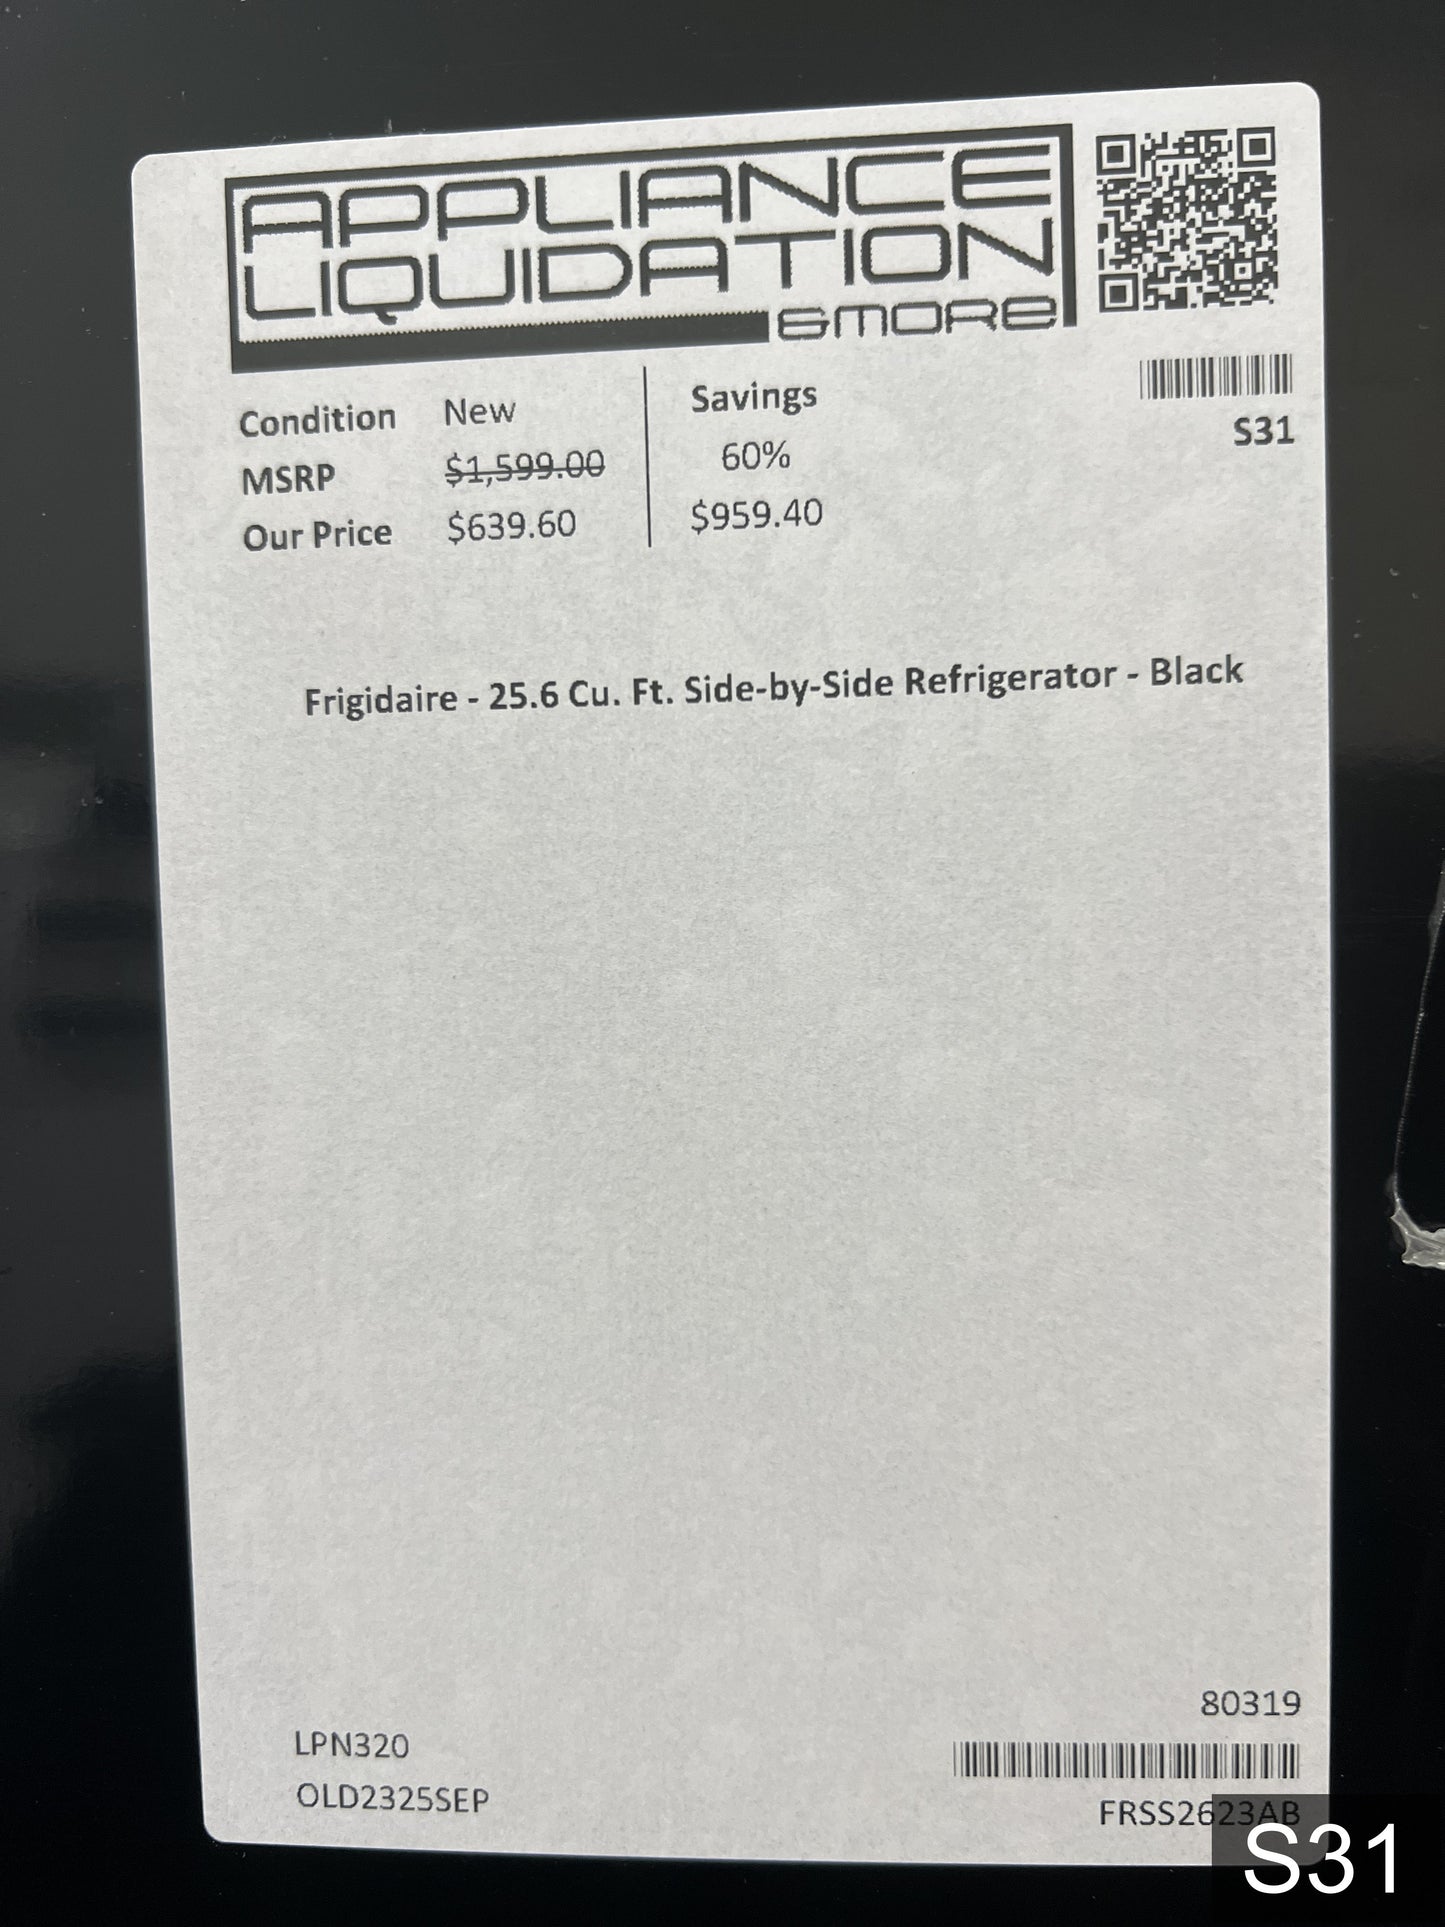 APPLIANCE
LIQUIDATION
&MORE
Condition New
MSRP $1,599.00
Our Price $639.60
Savings
60%
$959.40
S31
Frigidaire - 25.6 Cu. Ft. Side-by-Side Refrigerator - Black
80319
LPN320
OLD2325SEP
FRSS2623AB
S31